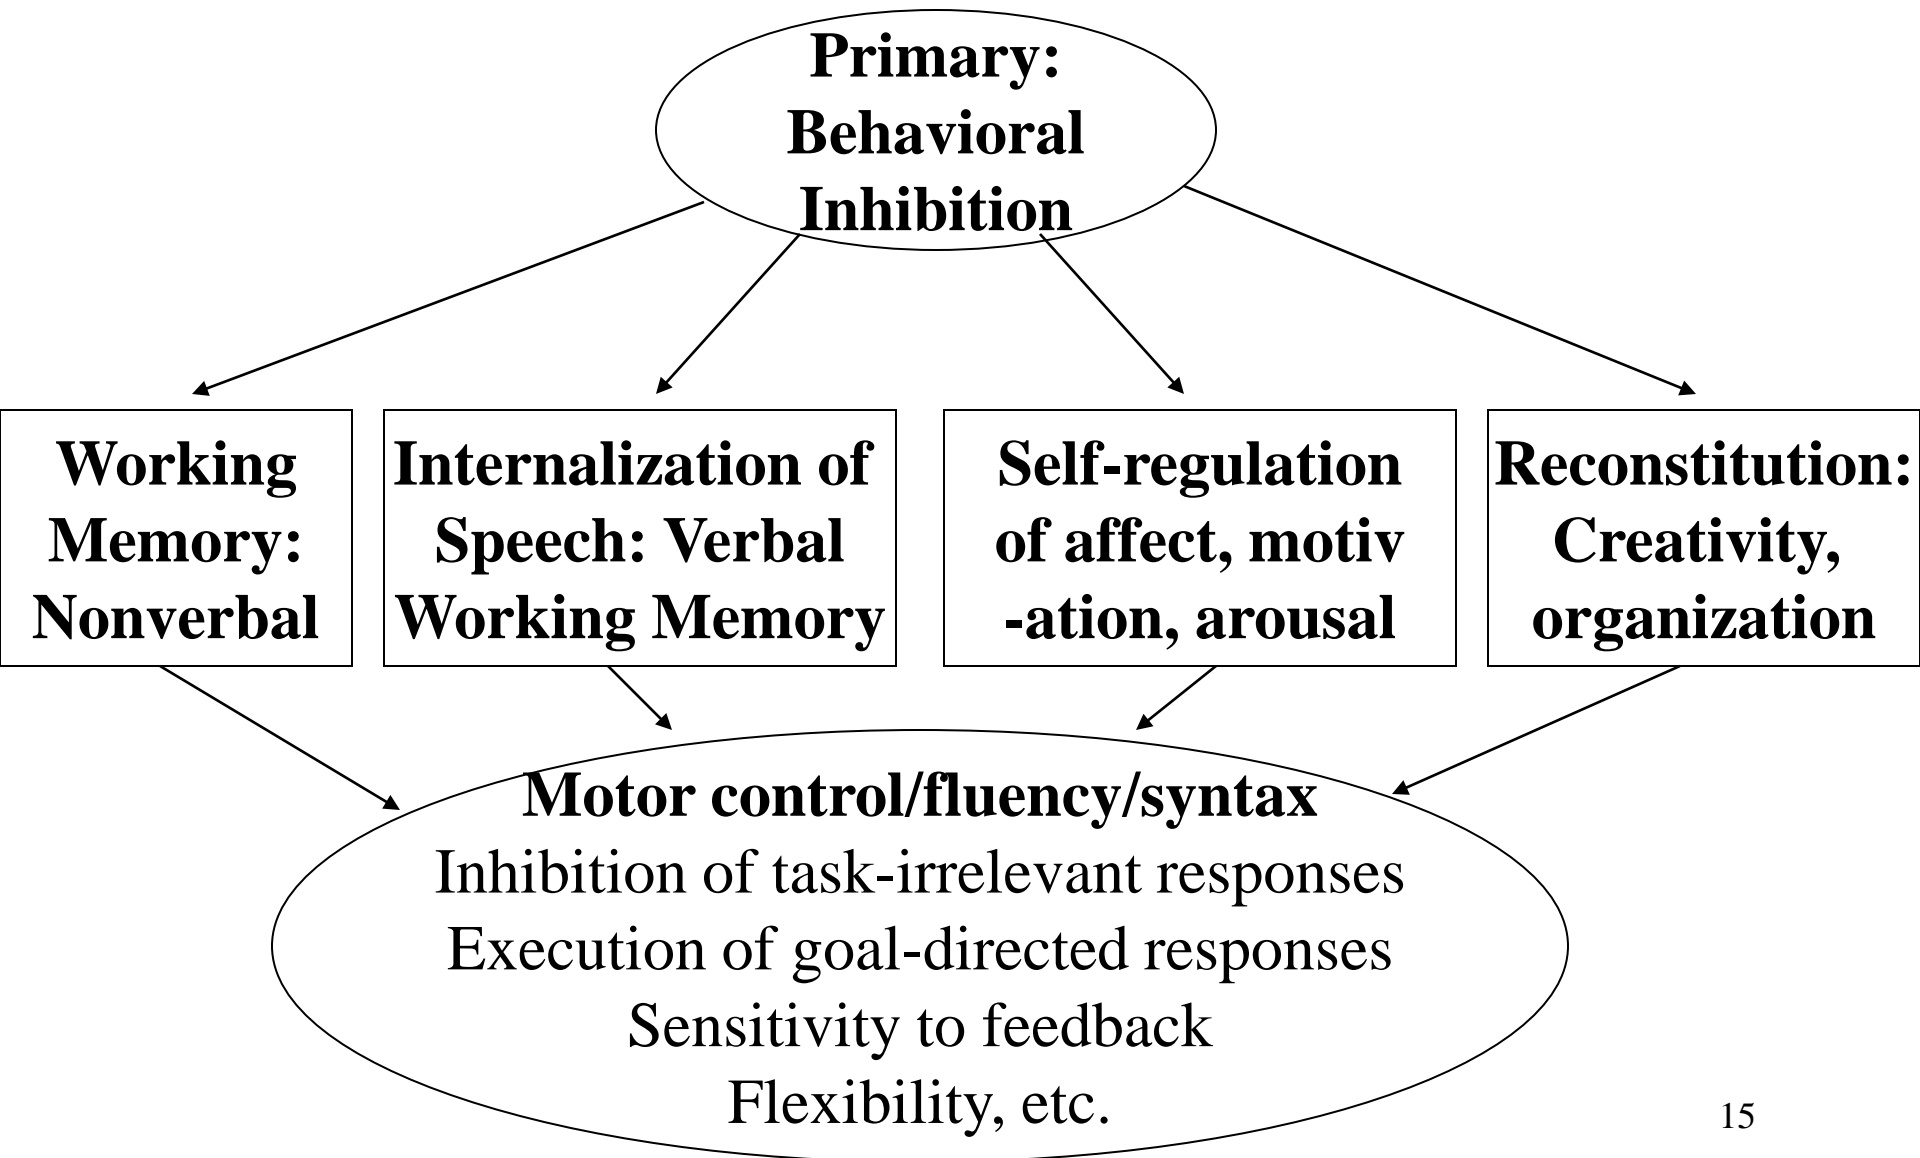 Primary:
Behavioral
Inhibition
Working
Memory:
Nonverbal
Internalization of
Speech: Verbal
Working Memory
Self-regulation
of affect, motiv
-ation, arousal
Reconstitution:
Creativity,
organization
Motor control/fluency/syntax
Inhibition of task-irrelevant responses
Execution of goal-directed responses
Sensitivity to feedback
Flexibility, etc.
15